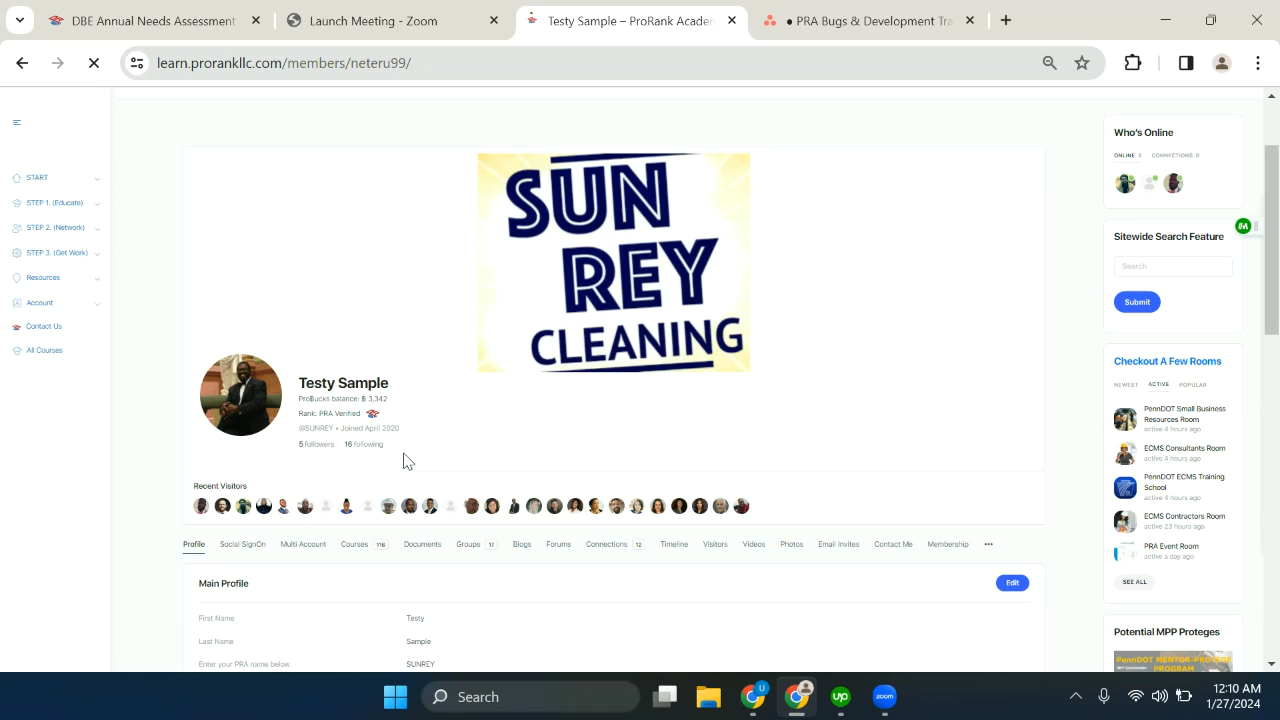 DBE Annual Needs Assessment
Launch Meeting - Zoom
Testy Sample – ProRank Acade
● PRA Bugs & Development Tra
learn.prorankllc.com/members/neteru99/
START
STEP 1. (Educate)
STEP 2. (Network)
STEP 3. (Get Work)
Resources
Account
Contact Us
All Courses
SUN
REY
CLEANING
Testy Sample
ProBucks balance: ฿ 3,342
Rank: PRA Verified
@SUNREY • Joined April 2020
5 followers 16 following
Recent Visitors
Profile Social SignOn Multi Account Courses 116 Documents Groups 17 Blogs Forums Connections 12 Timeline Visitors Videos Photos Email Invites Contact Me Membership •••
Main Profile
Edit
First Name Testy
Last Name Sample
Enter your PRA name below SUNREY
Who's Online
ONLINE 3 CONNECTIONS 0
Sitewide Search Feature
Search
Submit
Checkout A Few Rooms
NEWEST ACTIVE POPULAR
PennDOT Small Business
Resources Room
active 4 hours ago
ECMS Consultants Room
active 4 hours ago
PennDOT ECMS Training
School
active 4 hours ago
ECMS Contractors Room
active 23 hours ago
PRA Event Room
active a day ago
SEE ALL
Potential MPP Proteges
PennDOT MENTOR-PROTEGE
PROGRAM
Search
U
up
zoom
12:10 AM
1/27/2024